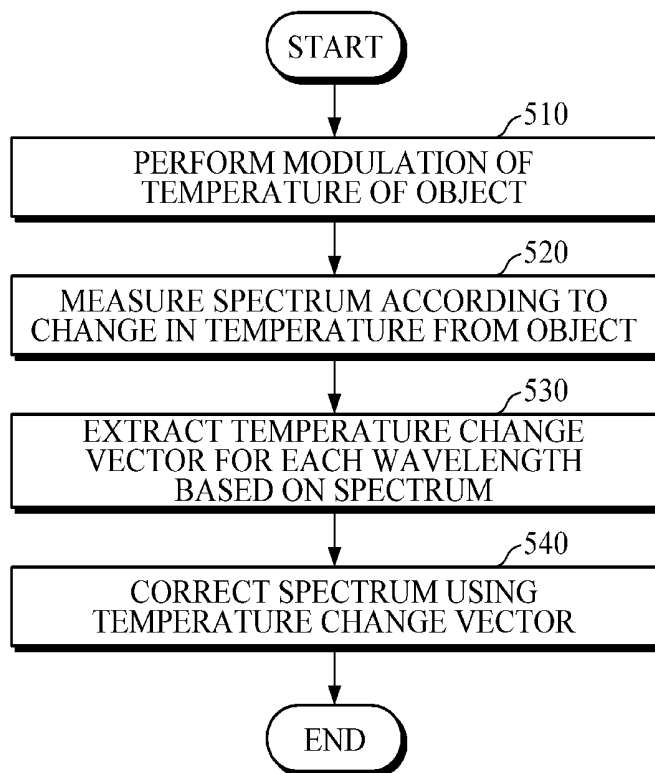 START
510
PERFORM MODULATION OF
TEMPERATURE OF OBJECT
520
MEASURE SPECTRUM ACCORDING TO
CHANGE IN TEMPERATURE FROM OBJECT
530
EXTRACT TEMPERATURE CHANGE
VECTOR FOR EACH WAVELENGTH
BASED ON SPECTRUM
540
CORRECT SPECTRUM USING
TEMPERATURE CHANGE VECTOR
END